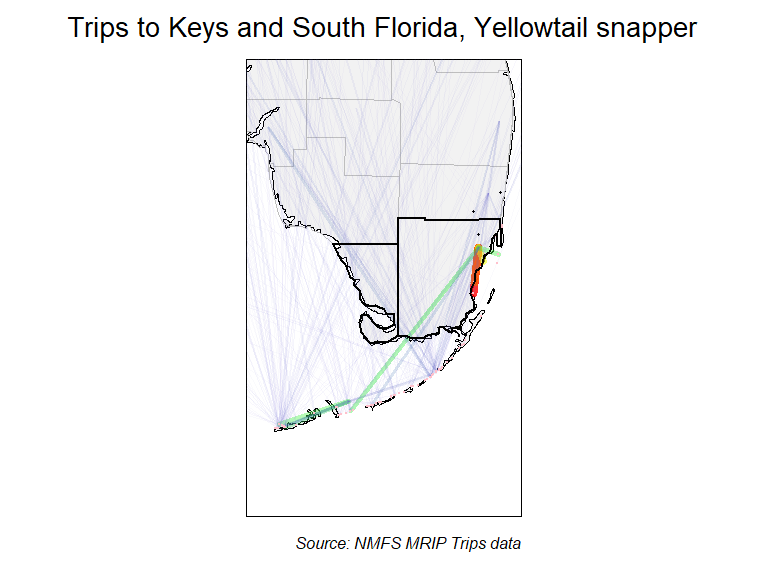 Trips to Keys and South Florida, Yellowtail snapper
Source: NMFS MRIP Trips data